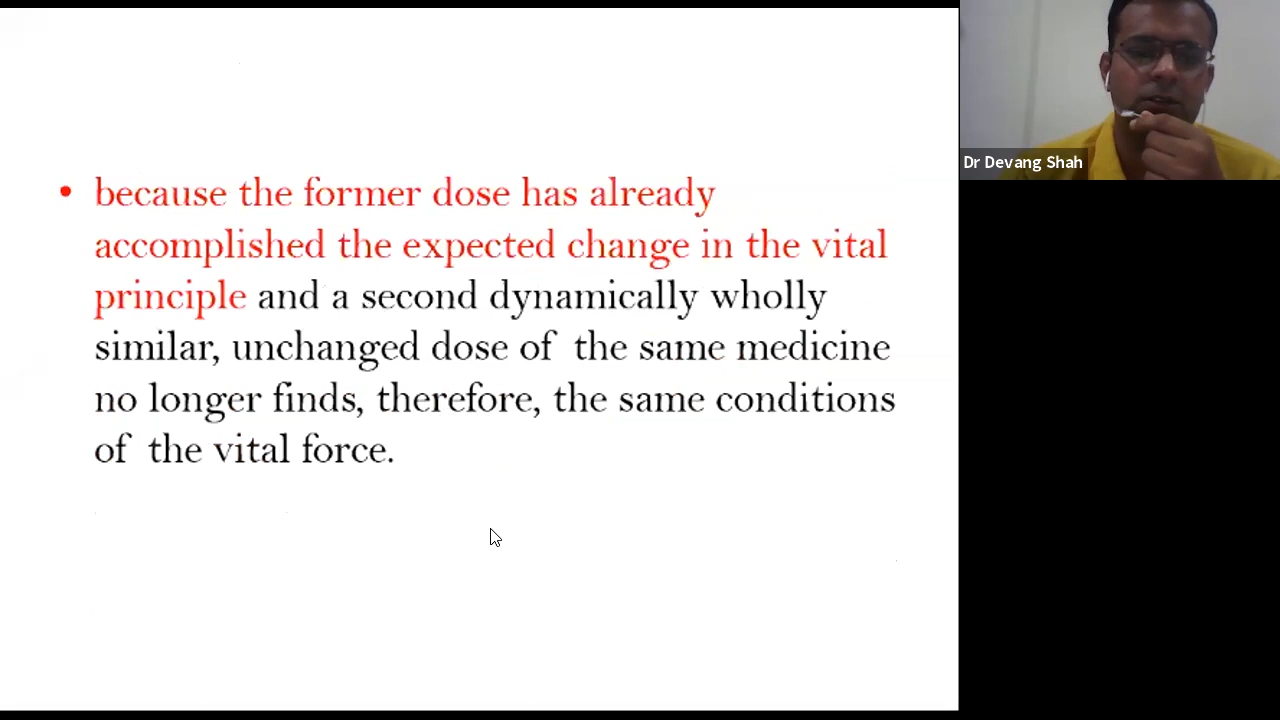 • because the former dose has already
accomplished the expected change in the vital
principle and a second dynamically wholly
similar, unchanged dose of the same medicine
no longer finds, therefore, the same conditions
of the vital force.
Dr Devang Shah